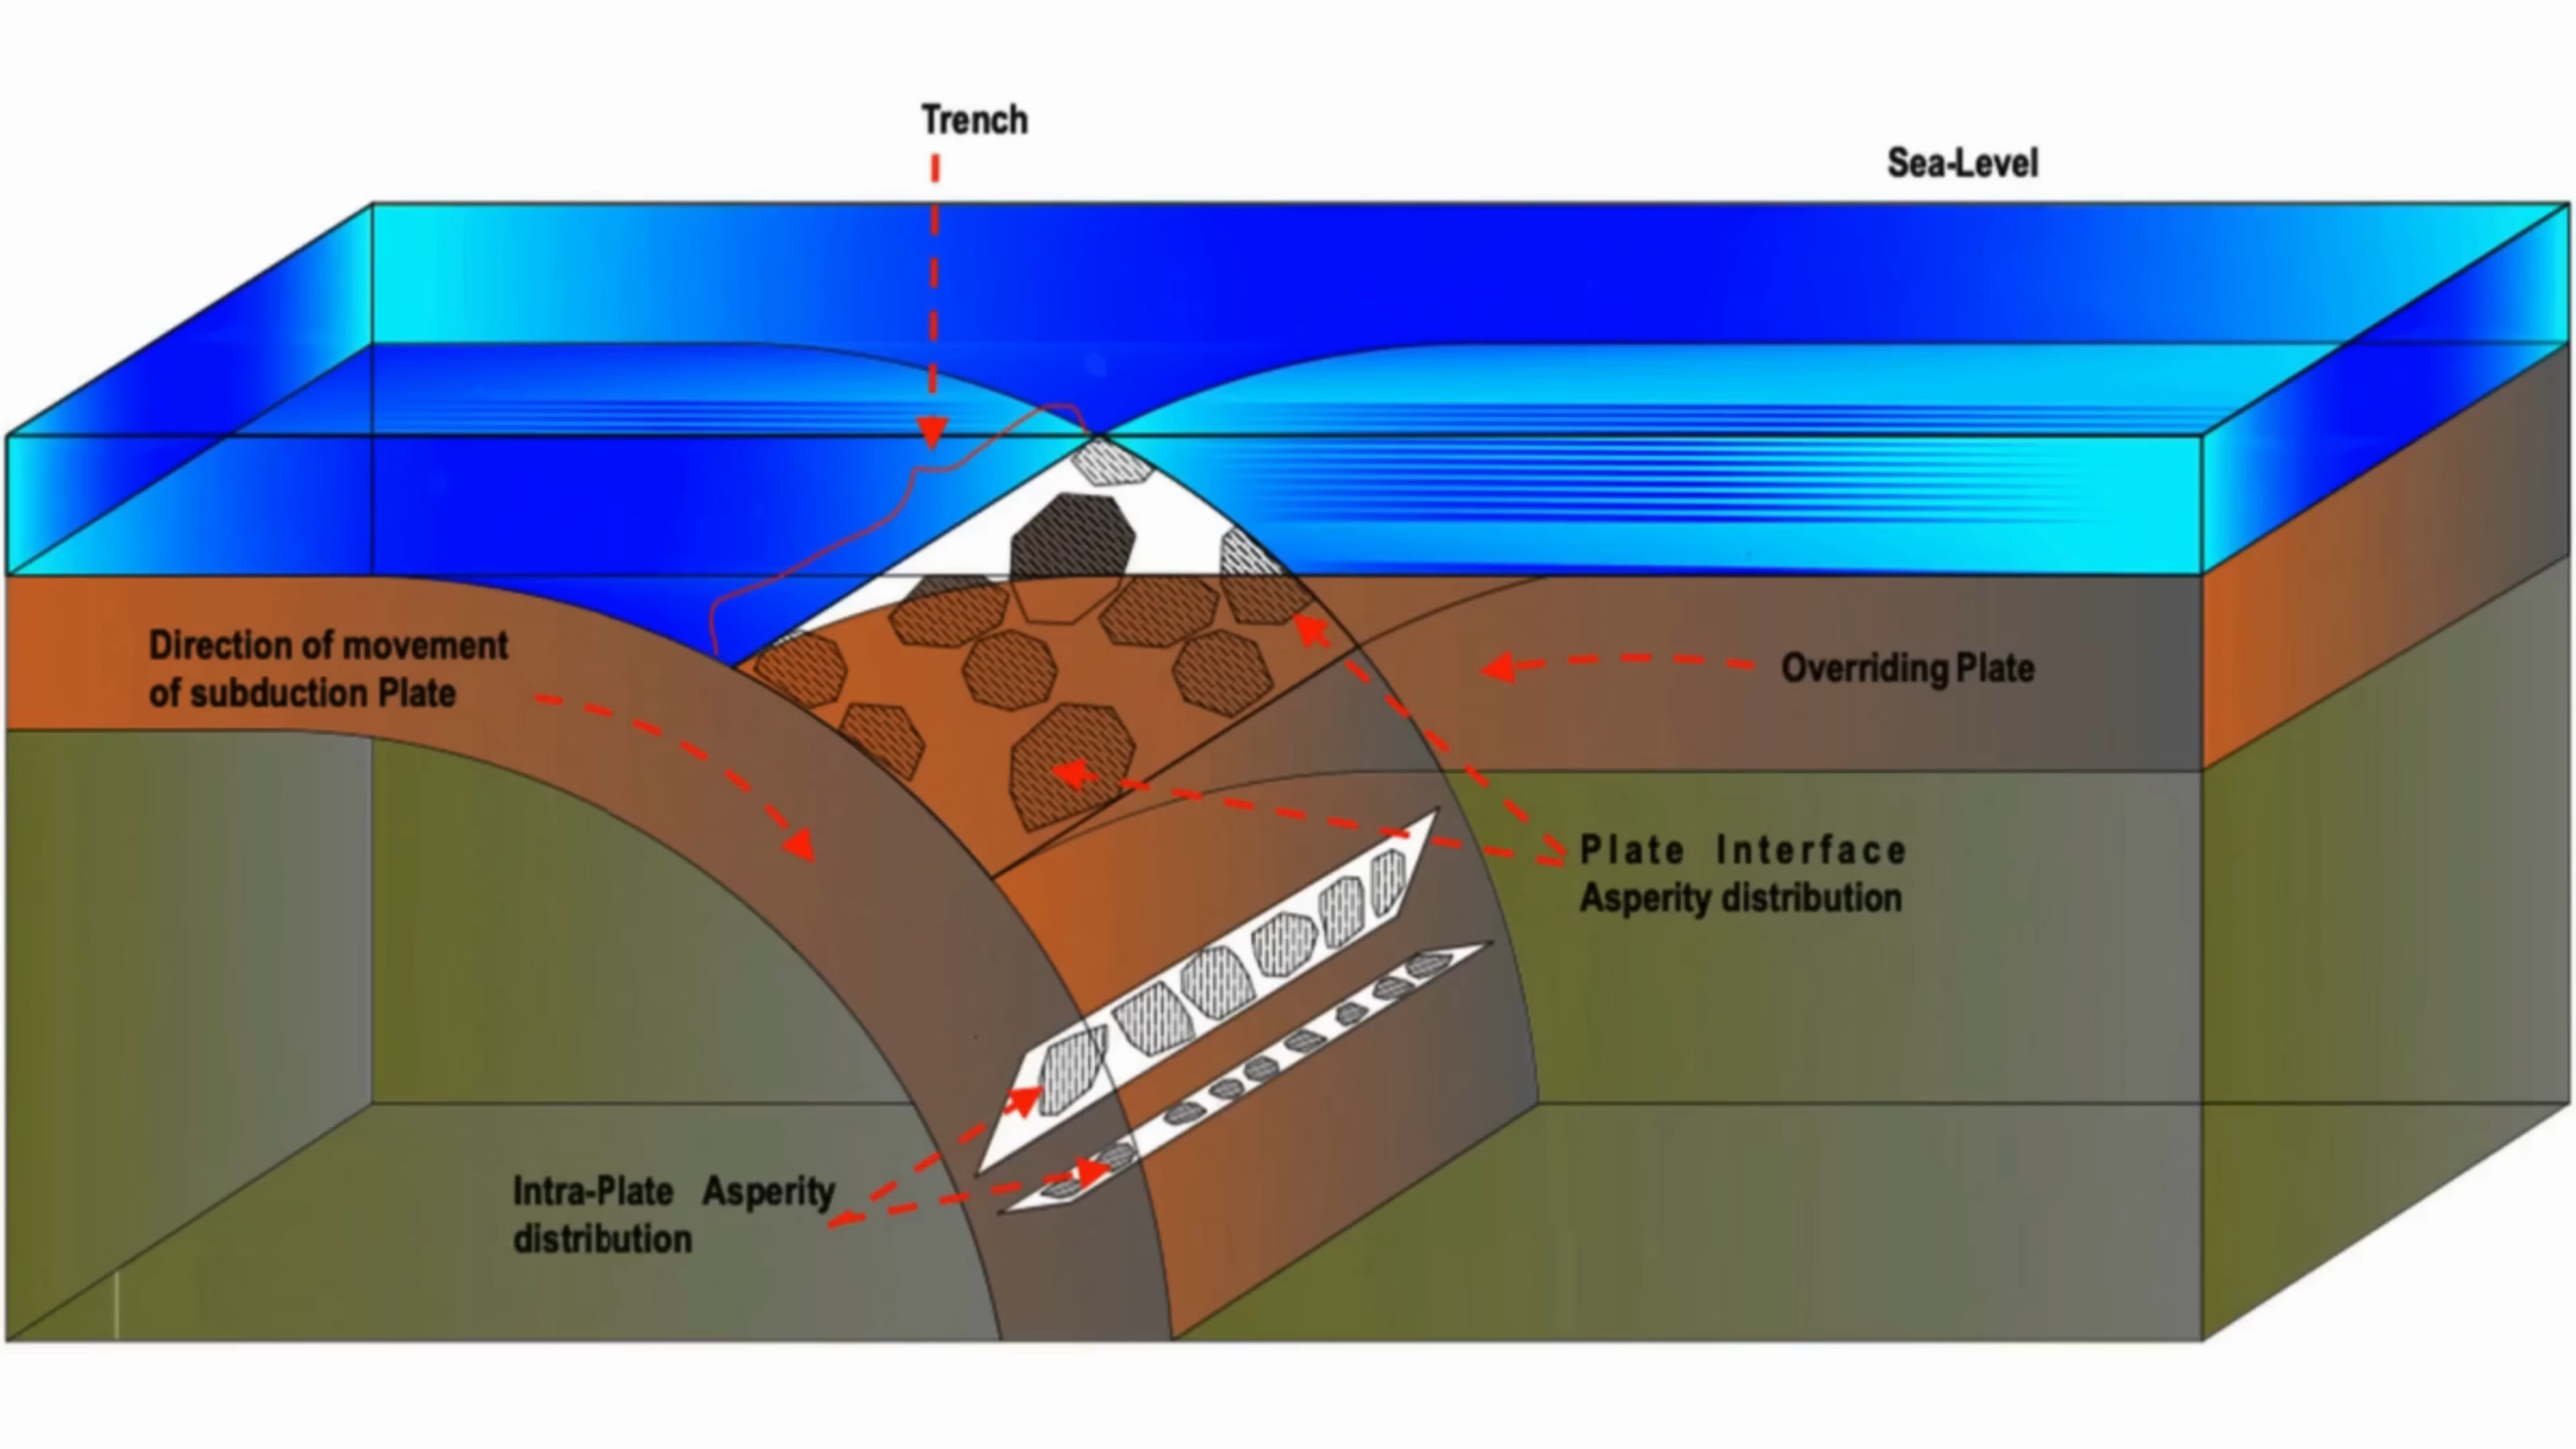 Trench
Sea-Level
Direction of movement
of subduction Plate
Overriding Plate
Plate Interface
Asperity distribution
Intra-Plate Asperity
distribution